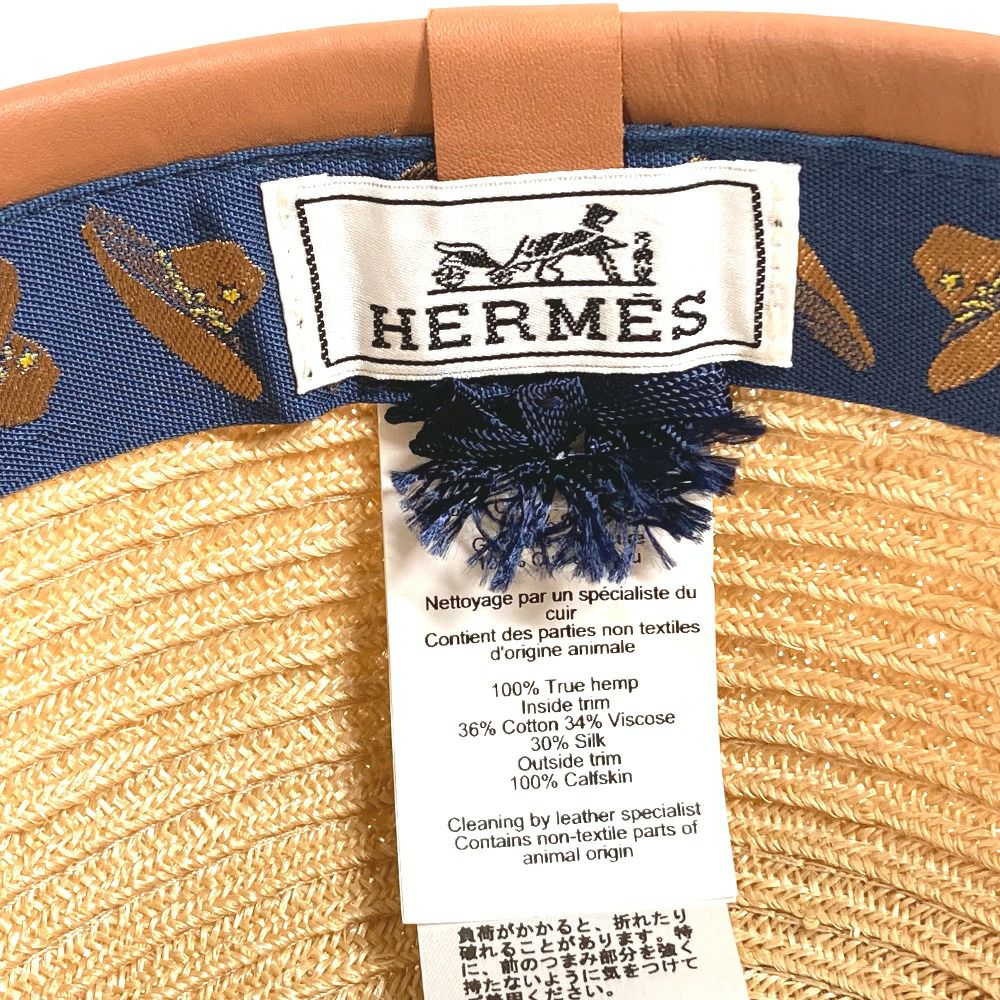 HERMÈS
Nettoyage par un spécialiste du
cuir
Contient des parties non textiles
d'origine animale
100% True hemp
Inside trim
36% Cotton 34% Viscose
30% Silk
Outside trim
100% Calfskin
Cleaning by leather specialist
Contains non-textile parts of
animal origin
負荷がかかると、折れたり
破れることがあります。特
に、前のつまみ部分を強く
持たないように気をつけて
ください。